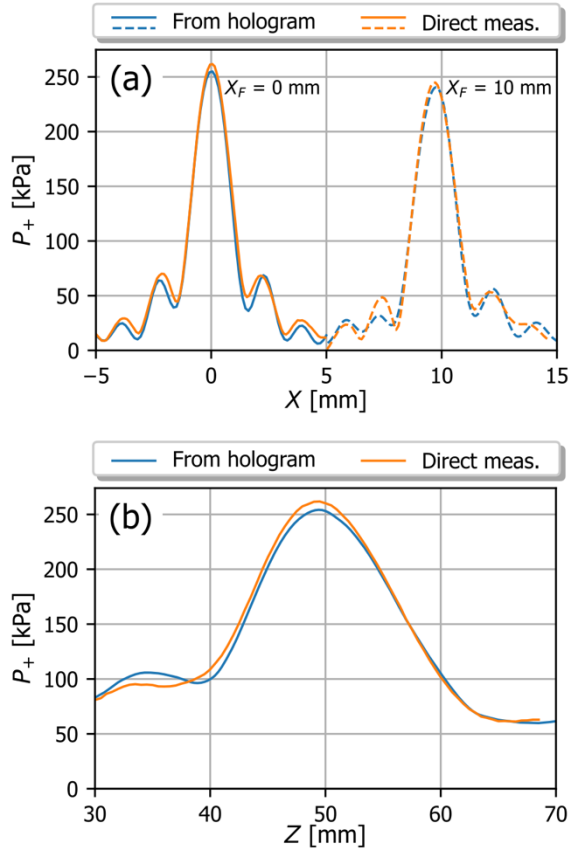 From hologram Direct meas.
(a)
X_F = 0 mm X_F = 10 mm
250
200
150
100
50
0
P₊ [kPa]
−5 0 5 10 15
X [mm]
From hologram Direct meas.
(b)
250
200
150
100
50
0
P₊ [kPa]
30 40 50 60 70
Z [mm]